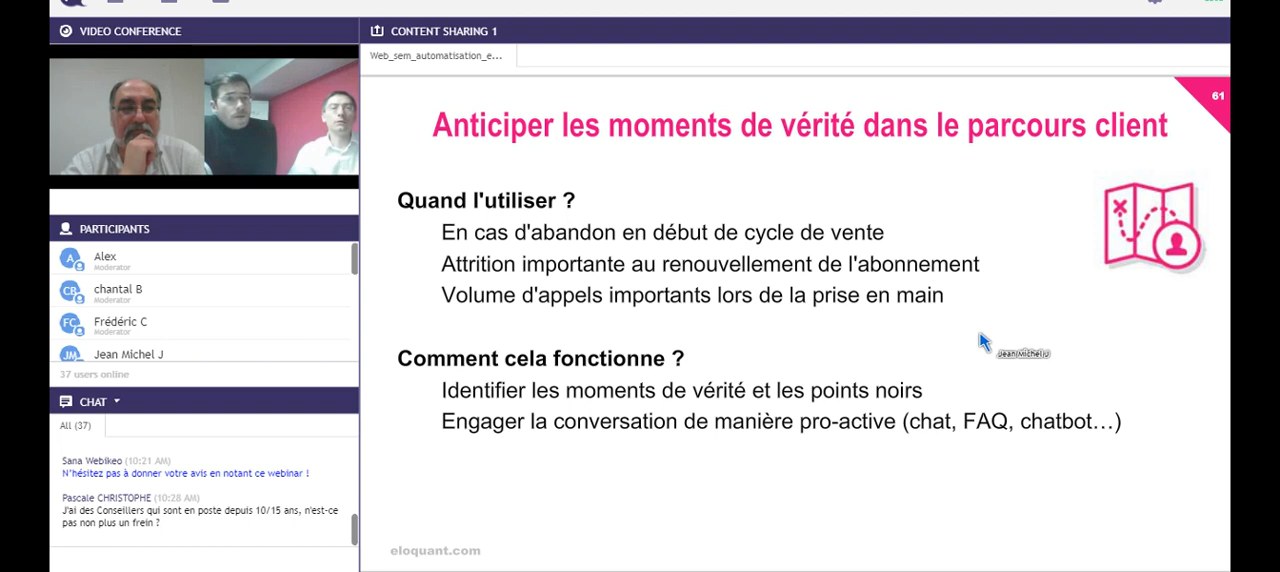 VIDEO CONFERENCE
CONTENT SHARING 1
Web_sem_automatisation_e...
61
Anticiper les moments de vérité dans le parcours client
Quand l'utiliser ?
En cas d'abandon en début de cycle de vente
Attrition importante au renouvellement de l'abonnement
Volume d'appels importants lors de la prise en main
Jean Michel J
Comment cela fonctionne ?
Identifier les moments de vérité et les points noirs
Engager la conversation de manière pro-active (chat, FAQ, chatbot…)
eloquant.com
PARTICIPANTS
A
Alex
Moderator
CB
chantal B
Moderator
FC
Frédéric C
Moderator
JM
Jean Michel J
37 users online
CHAT
All (37)
Sana Webikeo (10:21 AM)
N'hésitez pas à donner votre avis en notant ce webinar !
Pascale CHRISTOPHE (10:28 AM)
J'ai des Conseillers qui sont en poste depuis 10/15 ans, n'est-ce
pas non plus un frein ?